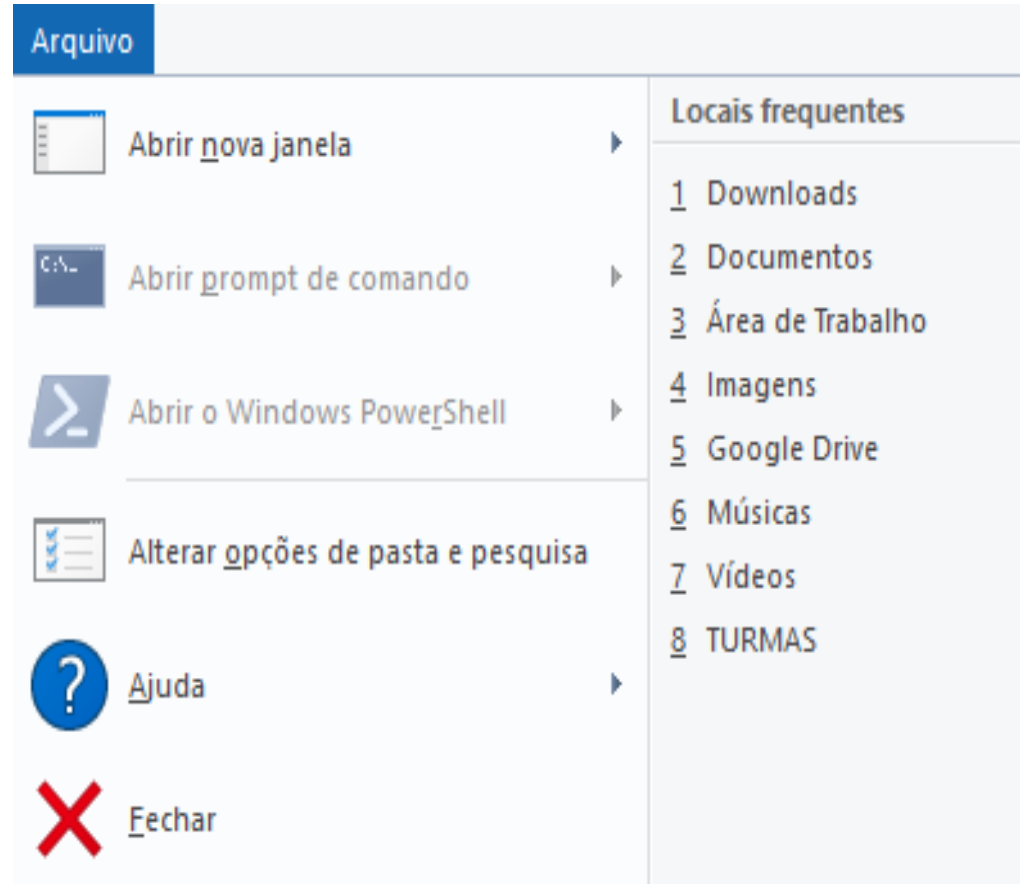 Arquivo
Abrir nova janela
C:\_
Abrir prompt de comando
Abrir o Windows PowerShell
Alterar opções de pasta e pesquisa
Ajuda
Fechar
Locais frequentes
1 Downloads
2 Documentos
3 Área de Trabalho
4 Imagens
5 Google Drive
6 Músicas
7 Vídeos
8 TURMAS